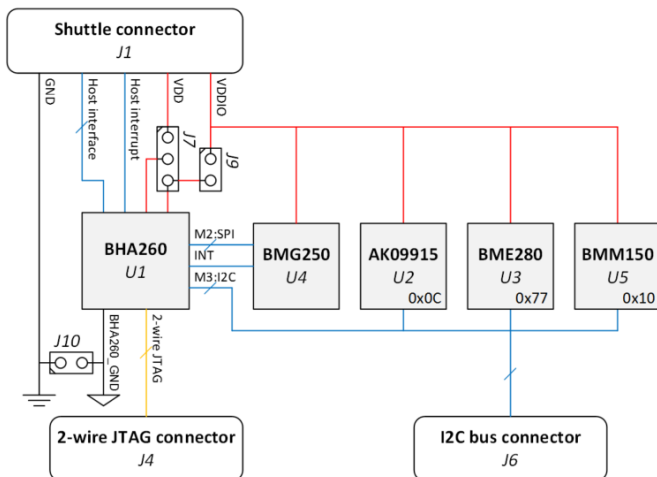 Shuttle connector
J1
GND
Host interface
Host interrupt
VDD
VDDIO
J7
J9
BHA260
U1
M2:SPI
INT
M3:I2C
BMG250
U4
AK09915
U2
0x0C
BME280
U3
0x77
BMM150
U5
0x10
J10
BHA260_GND
2-wire JTAG
2-wire JTAG connector
J4
I2C bus connector
J6